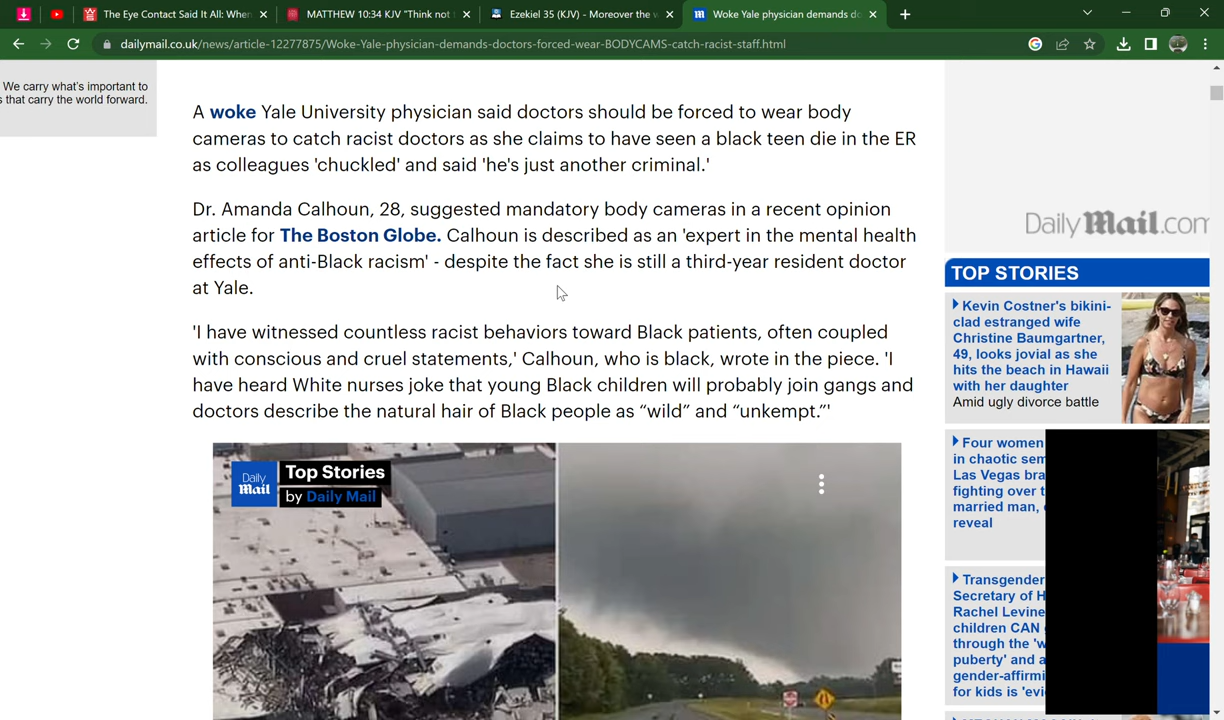 The Eye Contact Said It All: When
MATTHEW 10:34 KJV "Think not
Ezekiel 35 (KJV) - Moreover the w
Woke Yale physician demands do
dailymail.co.uk/news/article-12277875/Woke-Yale-physician-demands-doctors-forced-wear-BODYCAMS-catch-racist-staff.html
We carry what's important to
s that carry the world forward.
A woke Yale University physician said doctors should be forced to wear body
cameras to catch racist doctors as she claims to have seen a black teen die in the ER
as colleagues 'chuckled' and said 'he's just another criminal.'
Dr. Amanda Calhoun, 28, suggested mandatory body cameras in a recent opinion
article for The Boston Globe. Calhoun is described as an 'expert in the mental health
effects of anti-Black racism' - despite the fact she is still a third-year resident doctor
at Yale.
'I have witnessed countless racist behaviors toward Black patients, often coupled
with conscious and cruel statements,' Calhoun, who is black, wrote in the piece. 'I
have heard White nurses joke that young Black children will probably join gangs and
doctors describe the natural hair of Black people as “wild” and “unkempt.”'
Daily
Mail
Top Stories
by Daily Mail
DailyMail.com
TOP STORIES
Kevin Costner's bikini-
clad estranged wife
Christine Baumgartner,
49, looks jovial as she
hits the beach in Hawaii
with her daughter
Amid ugly divorce battle
Four women
in chaotic sem
Las Vegas bra
fighting over t
married man,
reveal
Transgender
Secretary of H
Rachel Levine
children CAN
through the 'w
puberty' and a
gender-affirmi
for kids is 'evi